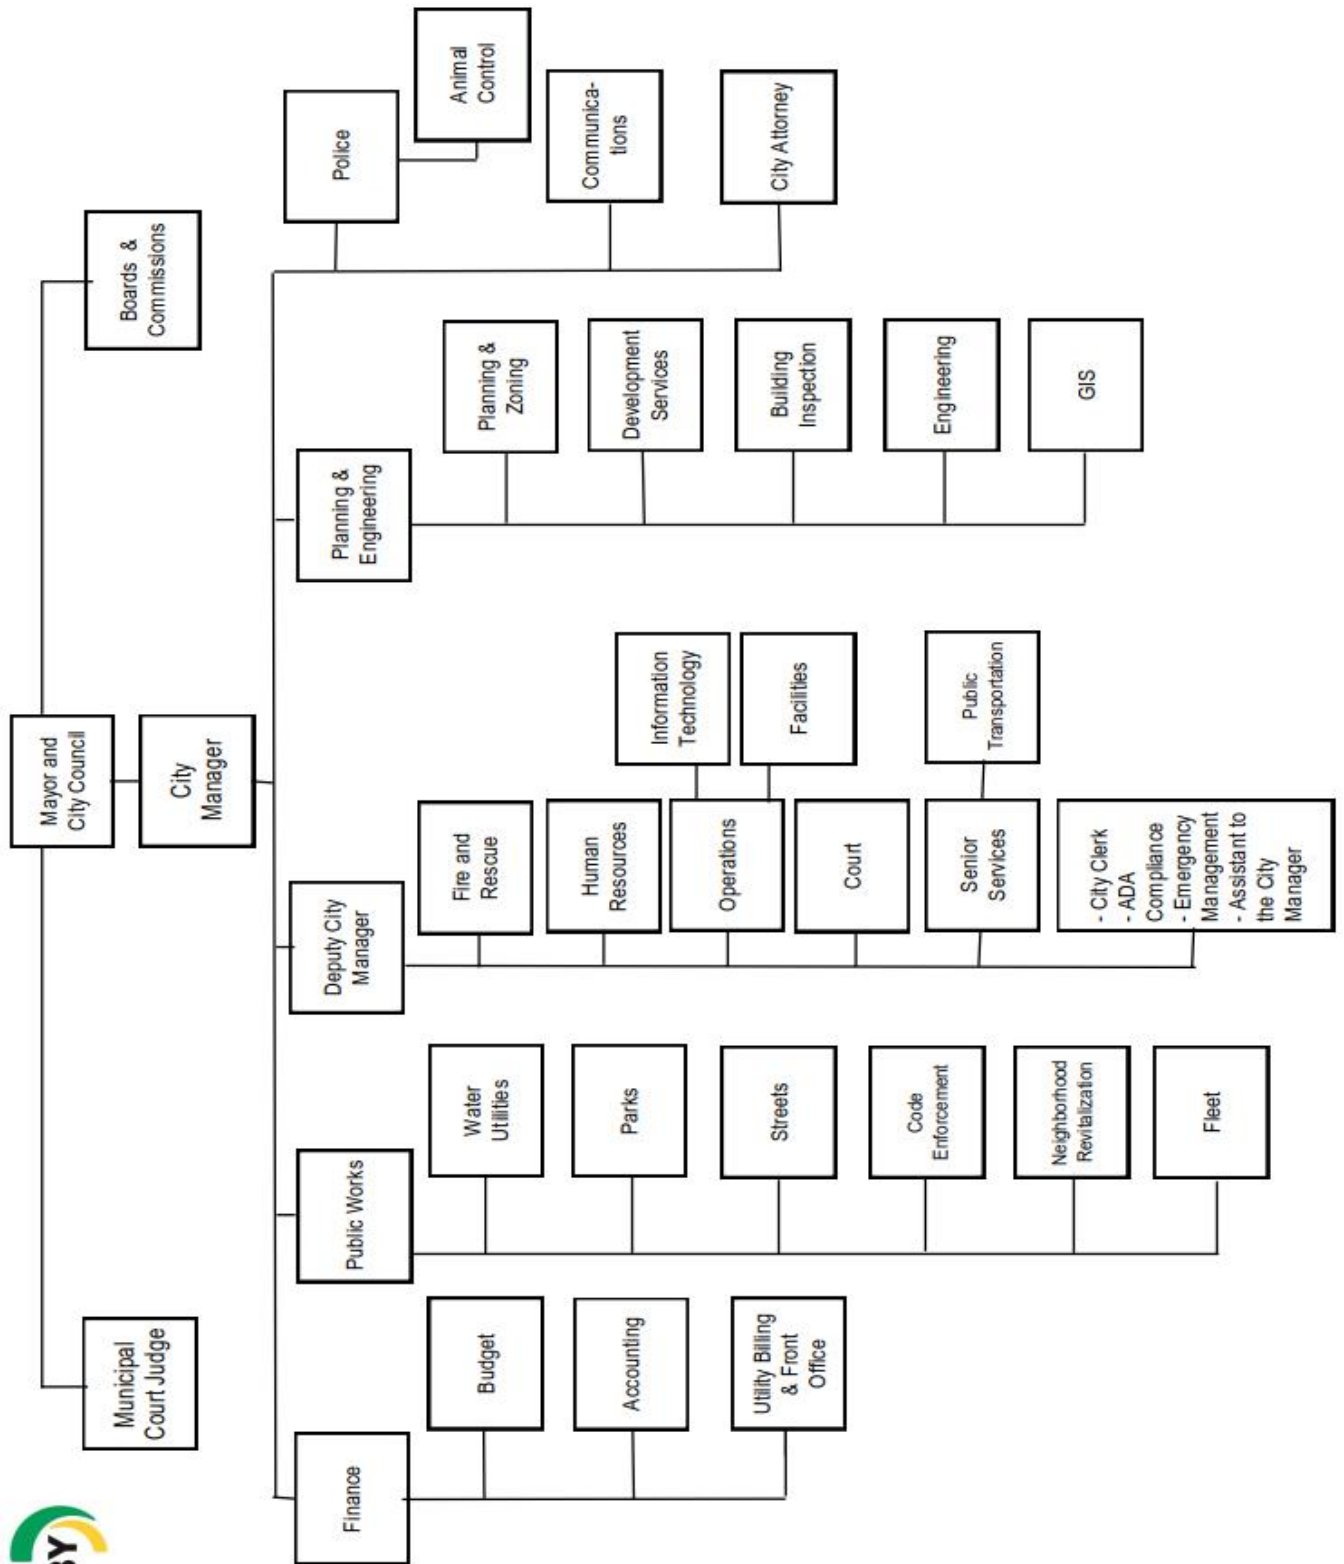 BY
Mayor and
City Council
Municipal
Court Judge
Boards &
Commissions
City
Manager
Finance
Budget
Accounting
Utility Billing
& Front
Office
Public Works
Water
Utilities
Parks
Streets
Code
Enforcement
Neighborhood
Revitalization
Fleet
Deputy City
Manager
Fire and
Rescue
Human
Resources
Operations
Information
Technology
Facilities
Court
Senior
Services
Public
Transportation
- City Clerk
- ADA
Compliance
- Emergency
Management
- Assistant to
the City
Manager
Planning &
Engineering
Planning &
Zoning
Development
Services
Building
Inspection
Engineering
GIS
Police
Animal
Control
Communica-
tions
City Attorney